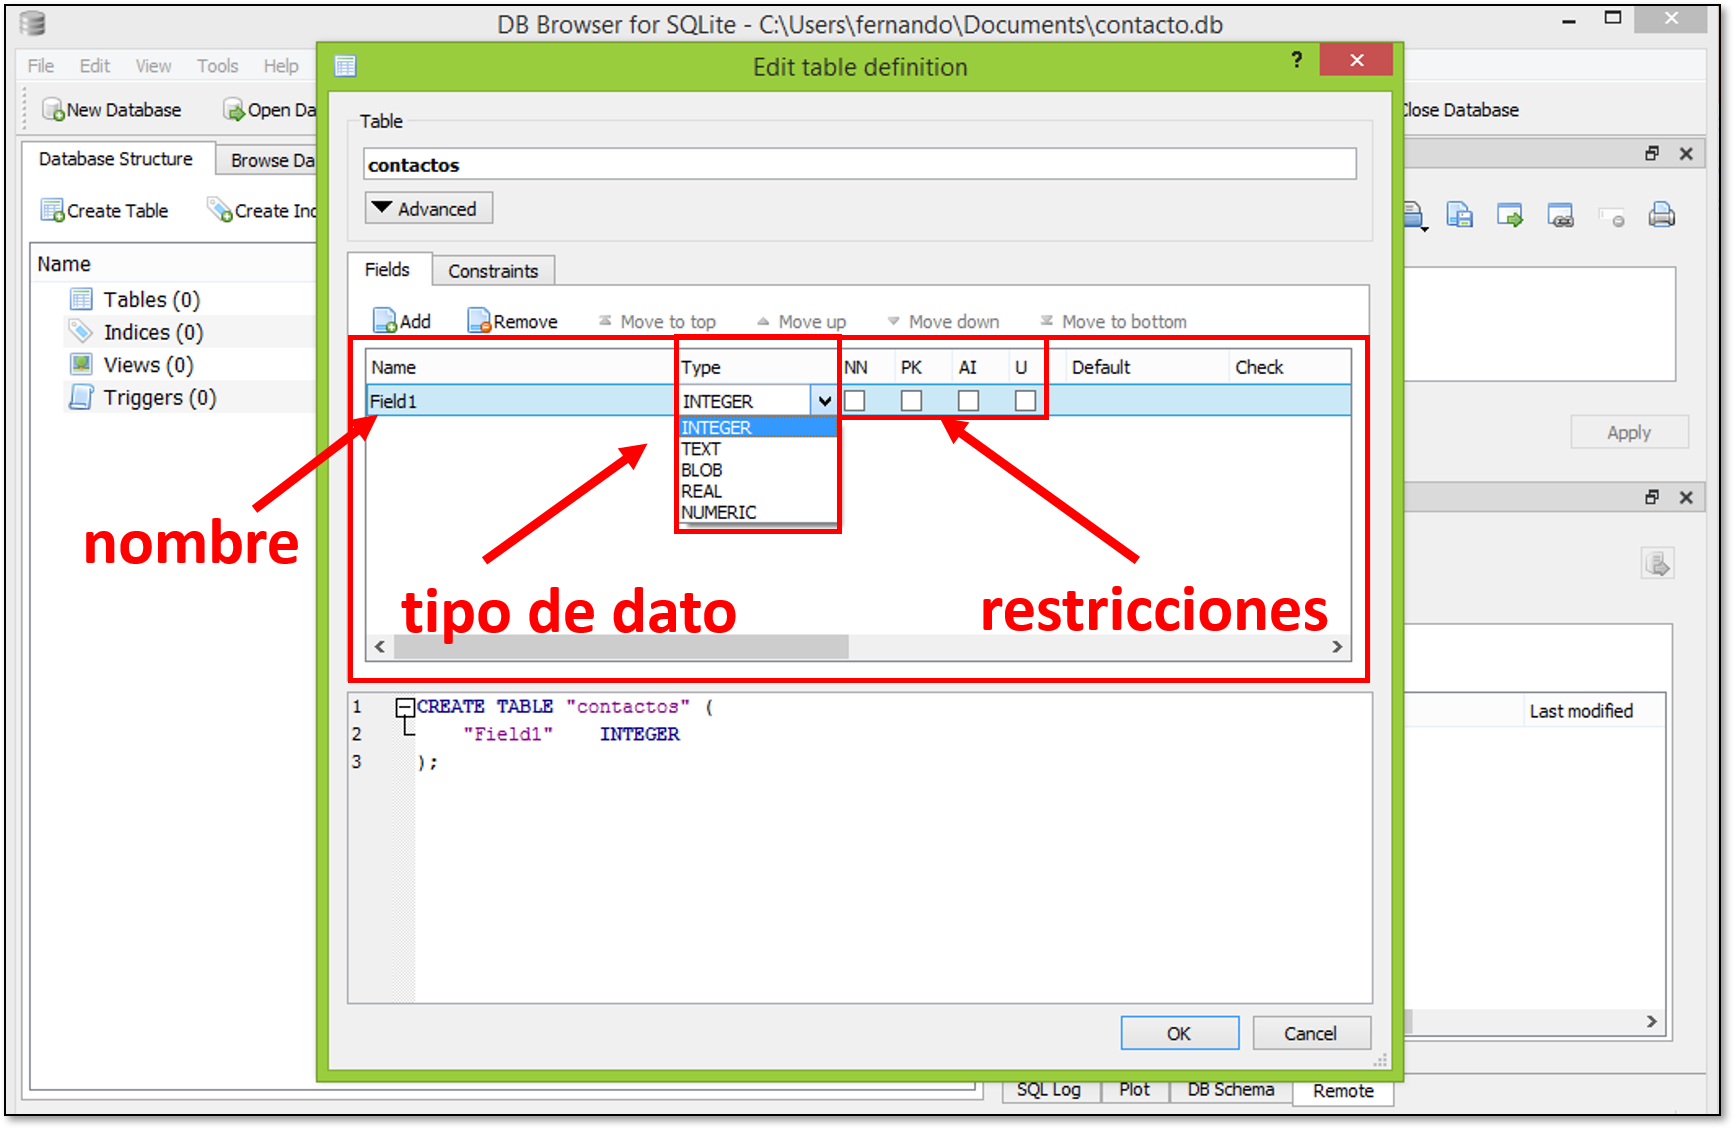 DB Browser for SQLite - C:\Users\fernando\Documents\contacto.db
File Edit View Tools Help
Edit table definition ?
New Database Open Da
Close Database
Table
contactos
Advanced
Database Structure Browse Da
Create Table Create Inc
Name
Tables (0)
Indices (0)
Views (0)
Triggers (0)
Fields Constraints
Add Remove Move to top Move up Move down Move to bottom
Name Type NN PK AI U Default Check
Field1 INTEGER
INTEGER
TEXT
BLOB
REAL
NUMERIC
Apply
nombre
tipo de dato
restricciones
1 CREATE TABLE "contactos" (
2 "Field1" INTEGER
3 );
Last modified
OK Cancel
SQL Log Plot DB Schema Remote